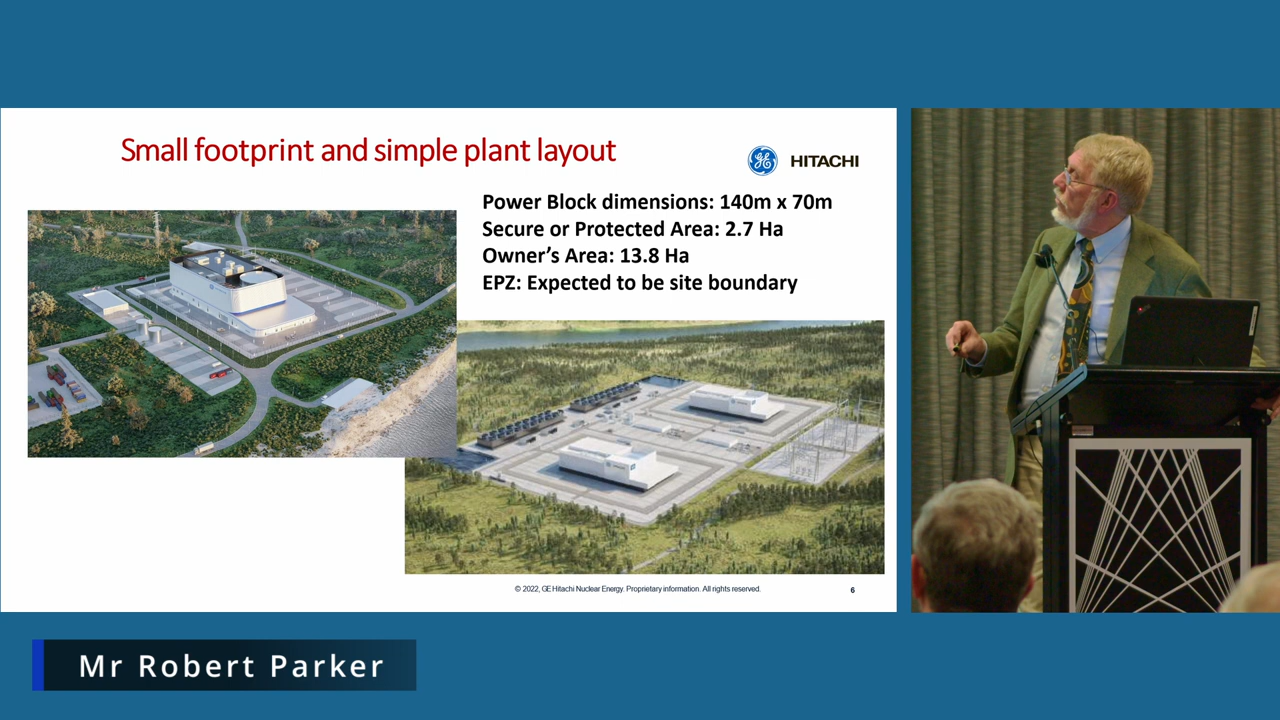 Small footprint and simple plant layout
HITACHI
Power Block dimensions: 140m x 70m
Secure or Protected Area: 2.7 Ha
Owner's Area: 13.8 Ha
EPZ: Expected to be site boundary
© 2022, GE Hitachi Nuclear Energy. Proprietary information. All rights reserved.
6
Mr Robert Parker